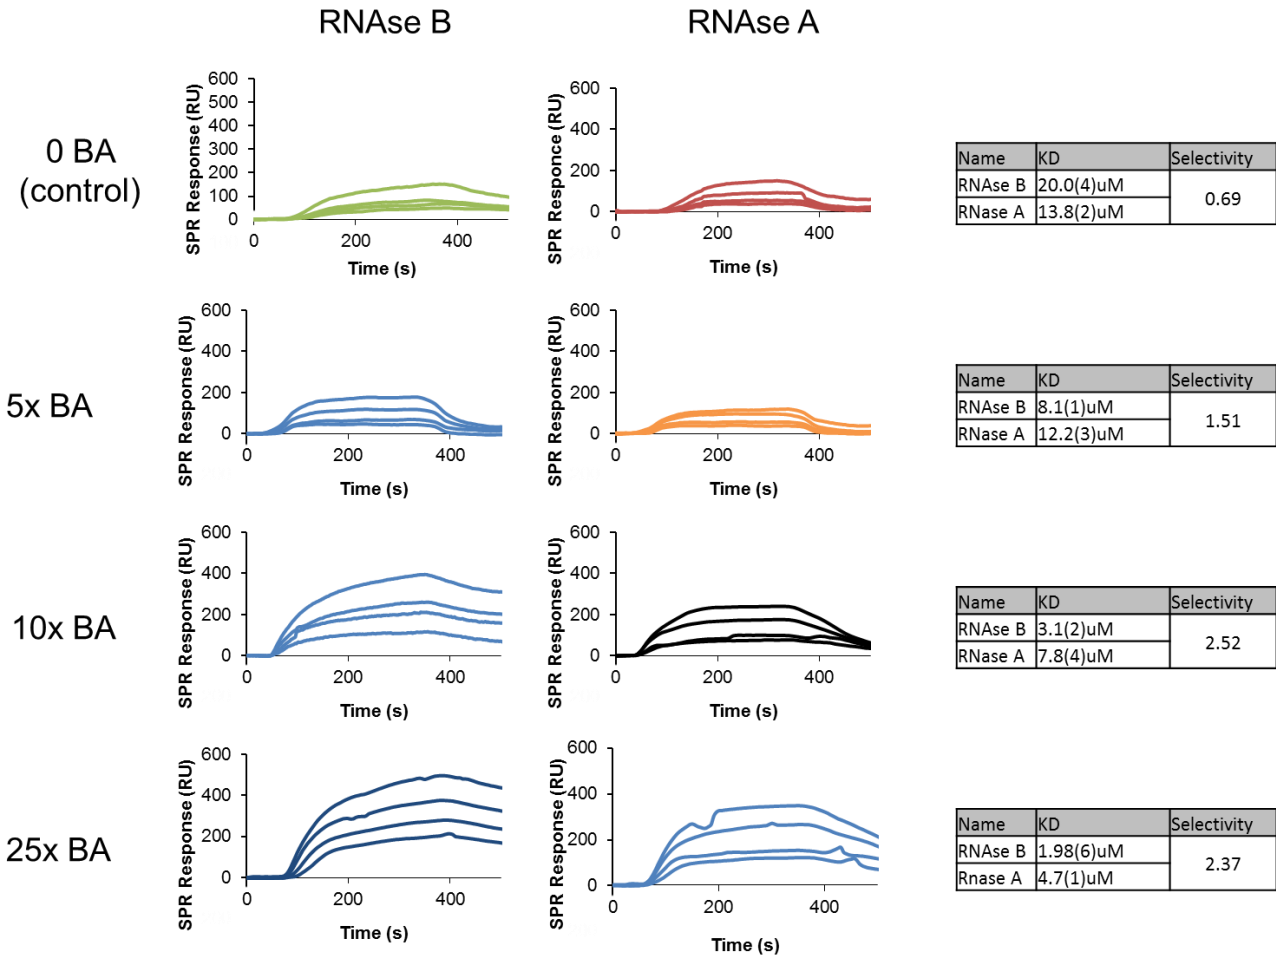 RNAse B
RNAse A
0 BA
(control)
SPR Response (RU)
600
500
400
300
200
100
0
0
200
400
Time (s)
SPR Responce (RU)
600
400
200
0
0
200
400
Time (s)
Name KD Selectivity
RNAse B 20.0(4)uM
0.69
RNase A 13.8(2)uM
5x BA
SPR Response (RU)
600
400
200
0
0
200
400
Time (s)
SPR Response (RU)
600
400
200
0
0
200
400
Time (s)
Name KD Selectivity
RNAse B 8.1(1)uM
1.51
RNase A 12.2(3)uM
10x BA
SPR Response (RU)
600
400
200
0
0
200
400
Time (s)
SPR Response (RU)
600
400
200
0
0
200
400
Time (s)
Name KD Selectivity
RNAse B 3.1(2)uM
2.52
RNase A 7.8(4)uM
25x BA
SPR Response (RU)
600
400
200
0
0
200
400
Time (s)
SPR Response (RU)
600
400
200
0
0
200
400
Time (s)
Name KD Selectivity
RNAse B 1.98(6)uM
2.37
Rnase A 4.7(1)uM